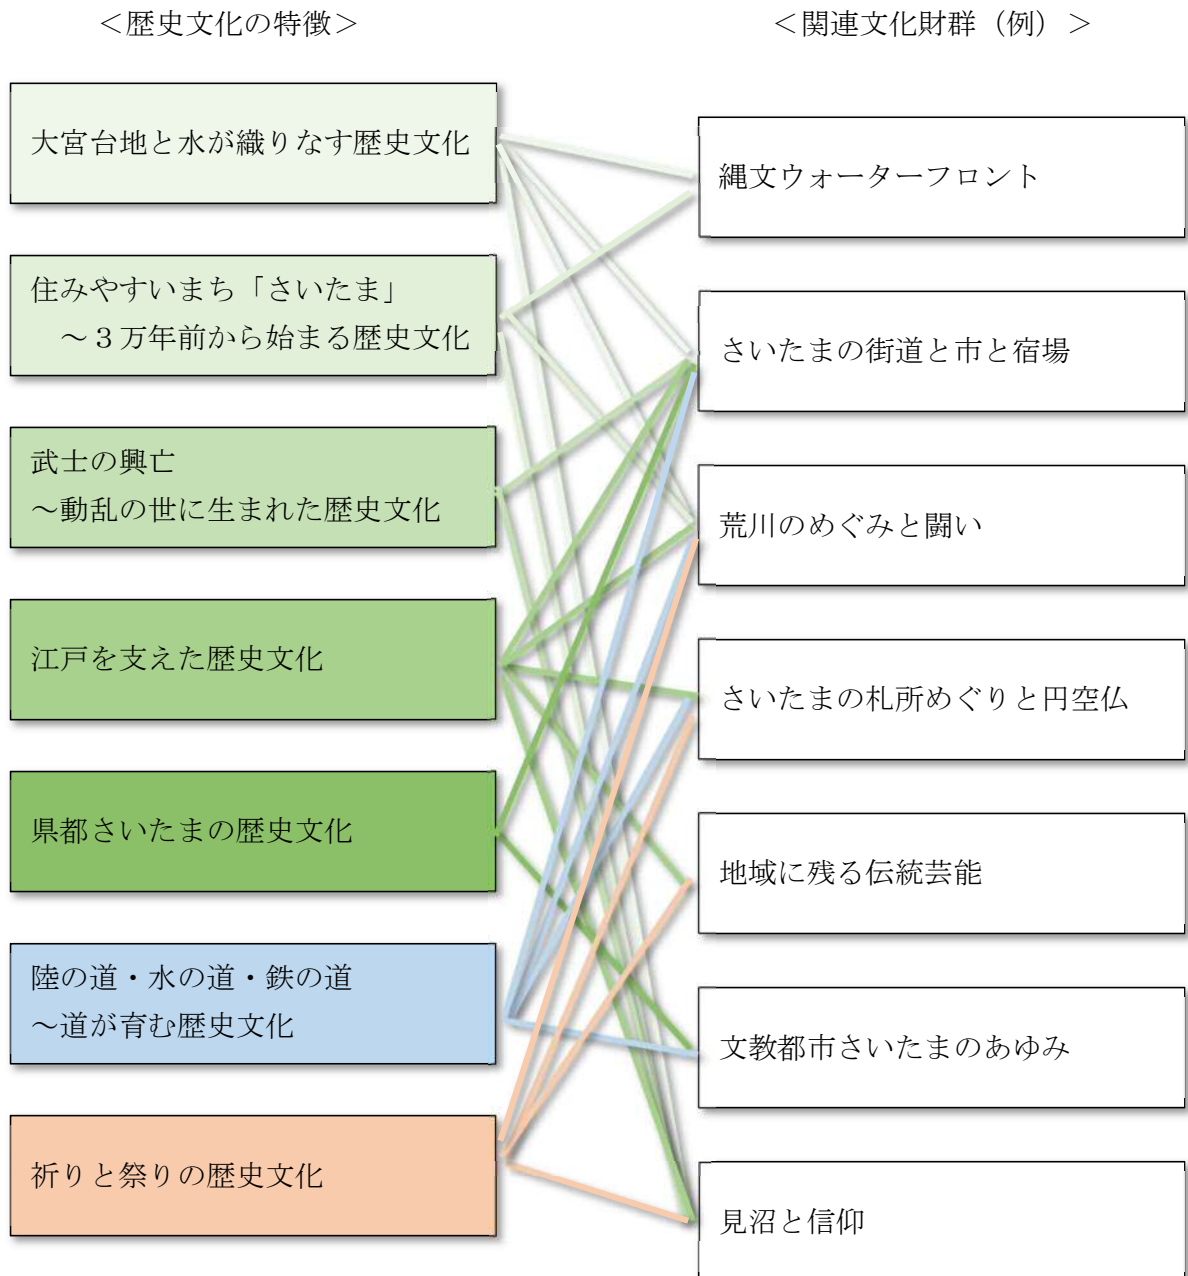 ＜歴史文化の特徴＞
＜関連文化財群（例）＞
大宮台地と水が織りなす歴史文化
住みやすいまち「さいたま」
～３万年前から始まる歴史文化
武士の興亡
～動乱の世に生まれた歴史文化
江戸を支えた歴史文化
県都さいたまの歴史文化
陸の道・水の道・鉄の道
～道が育む歴史文化
祈りと祭りの歴史文化
縄文ウォーターフロント
さいたまの街道と市と宿場
荒川のめぐみと闘い
さいたまの札所めぐりと円空仏
地域に残る伝統芸能
文教都市さいたまのあゆみ
見沼と信仰